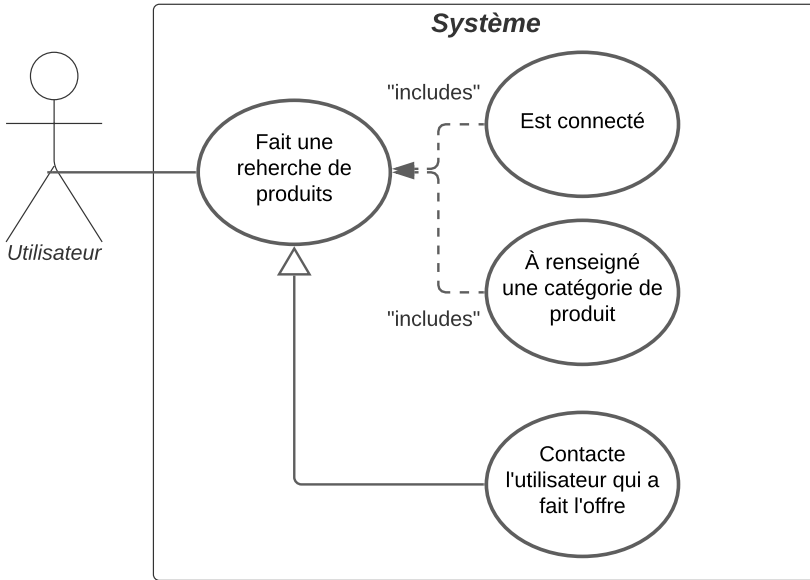 Système
"includes"
Est connecté
Fait une
reherche de
produits
Utilisateur
À renseigné
une catégorie de
produit
"includes"
Contacte
l'utilisateur qui a
fait l'offre